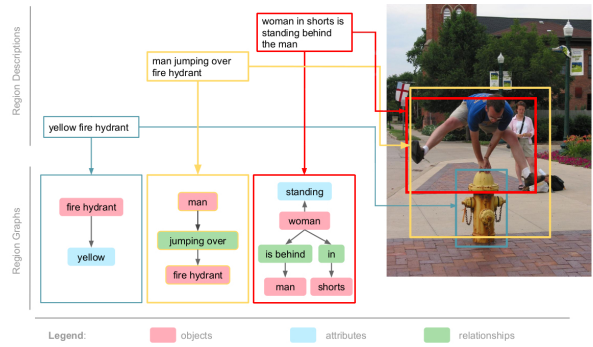 Region Descriptions
woman in shorts is
standing behind
the man
man jumping over
fire hydrant
yellow fire hydrant
Region Graphs
fire hydrant
yellow
man
jumping over
fire hydrant
standing
woman
is behind
in
man
shorts
Legend:
objects
attributes
relationships